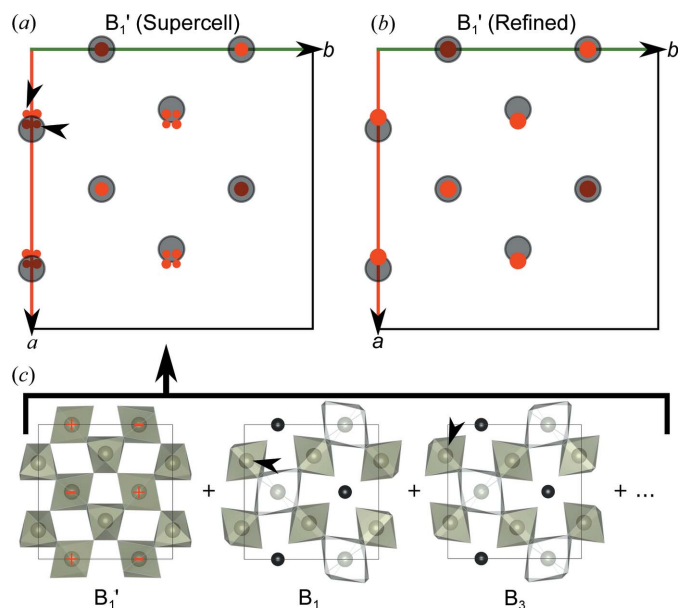 (a) B₁' (Supercell)
b
a
(b) B₁' (Refined)
b
a
(c)
+ + + ...
B₁' B₁ B₃